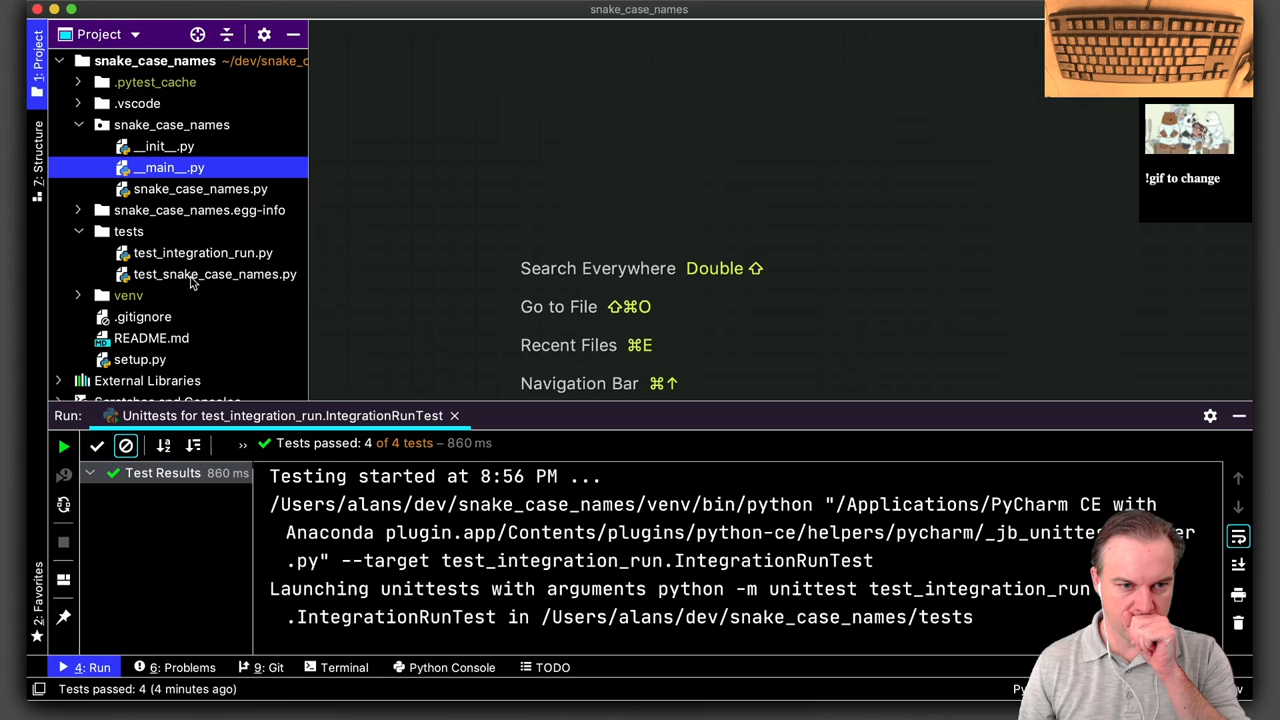 snake_case_names
1: Project
Project
snake_case_names ~/dev/snake_c
.pytest_cache
.vscode
snake_case_names
__init__.py
__main__.py
snake_case_names.py
snake_case_names.egg-info
tests
test_integration_run.py
test_snake_case_names.py
venv
.gitignore
README.md
setup.py
External Libraries
7: Structure
2: Favorites
Search Everywhere Double ⇧
Go to File ⇧⌘O
Recent Files ⌘E
Navigation Bar ⌘↑
!gif to change
Run: Unittests for test_integration_run.IntegrationRunTest
Tests passed: 4 of 4 tests – 860 ms
Test Results 860 ms
Testing started at 8:56 PM ...
/Users/alans/dev/snake_case_names/venv/bin/python "/Applications/PyCharm CE with
Anaconda plugin.app/Contents/plugins/python-ce/helpers/pycharm/_jb_unitte
.py" --target test_integration_run.IntegrationRunTest
Launching unittests with arguments python -m unittest test_integration_run
.IntegrationRunTest in /Users/alans/dev/snake_case_names/tests
4: Run
6: Problems
9: Git
Terminal
Python Console
TODO
Tests passed: 4 (4 minutes ago)